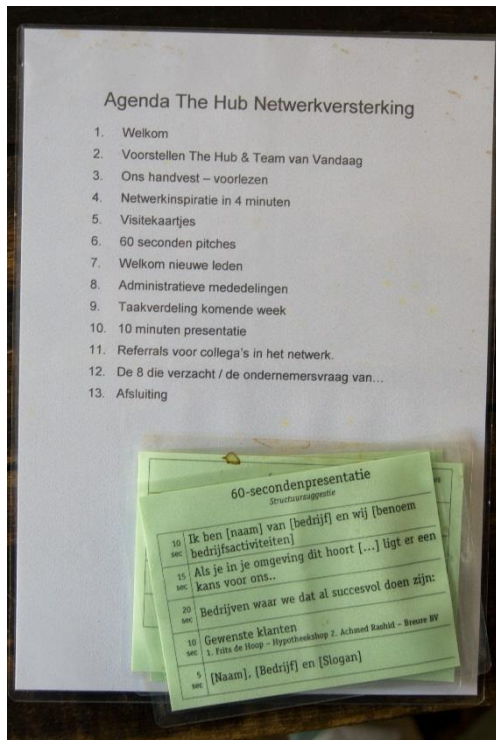 Agenda The Hub Netwerkversterking
1. Welkom
2. Voorstellen The Hub & Team van Vandaag
3. Ons handvest – voorlezen
4. Netwerkinspiratie in 4 minuten
5. Visitekaartjes
6. 60 seconden pitches
7. Welkom nieuwe leden
8. Administratieve mededelingen
9. Taakverdeling komende week
10. 10 minuten presentatie
11. Referrals voor collega's in het netwerk.
12. De 8 die verzacht / de ondernemersvraag van…
13. Afsluiting
60-secondenpresentatie
Structuursuggestie
10 sec Ik ben [naam] van [bedrijf] en wij [benoem
bedrijfsactiviteiten]
15 sec Als je in je omgeving dit hoort [...] ligt er een
kans voor ons..
20 sec Bedrijven waar we dat al succesvol doen zijn:
10 sec Gewenste klanten
1. Frits de Hoop – Hypotheekshop 2. Achmed Rashid – Breure BV
5 sec [Naam], [Bedrijf] en [Slogan]